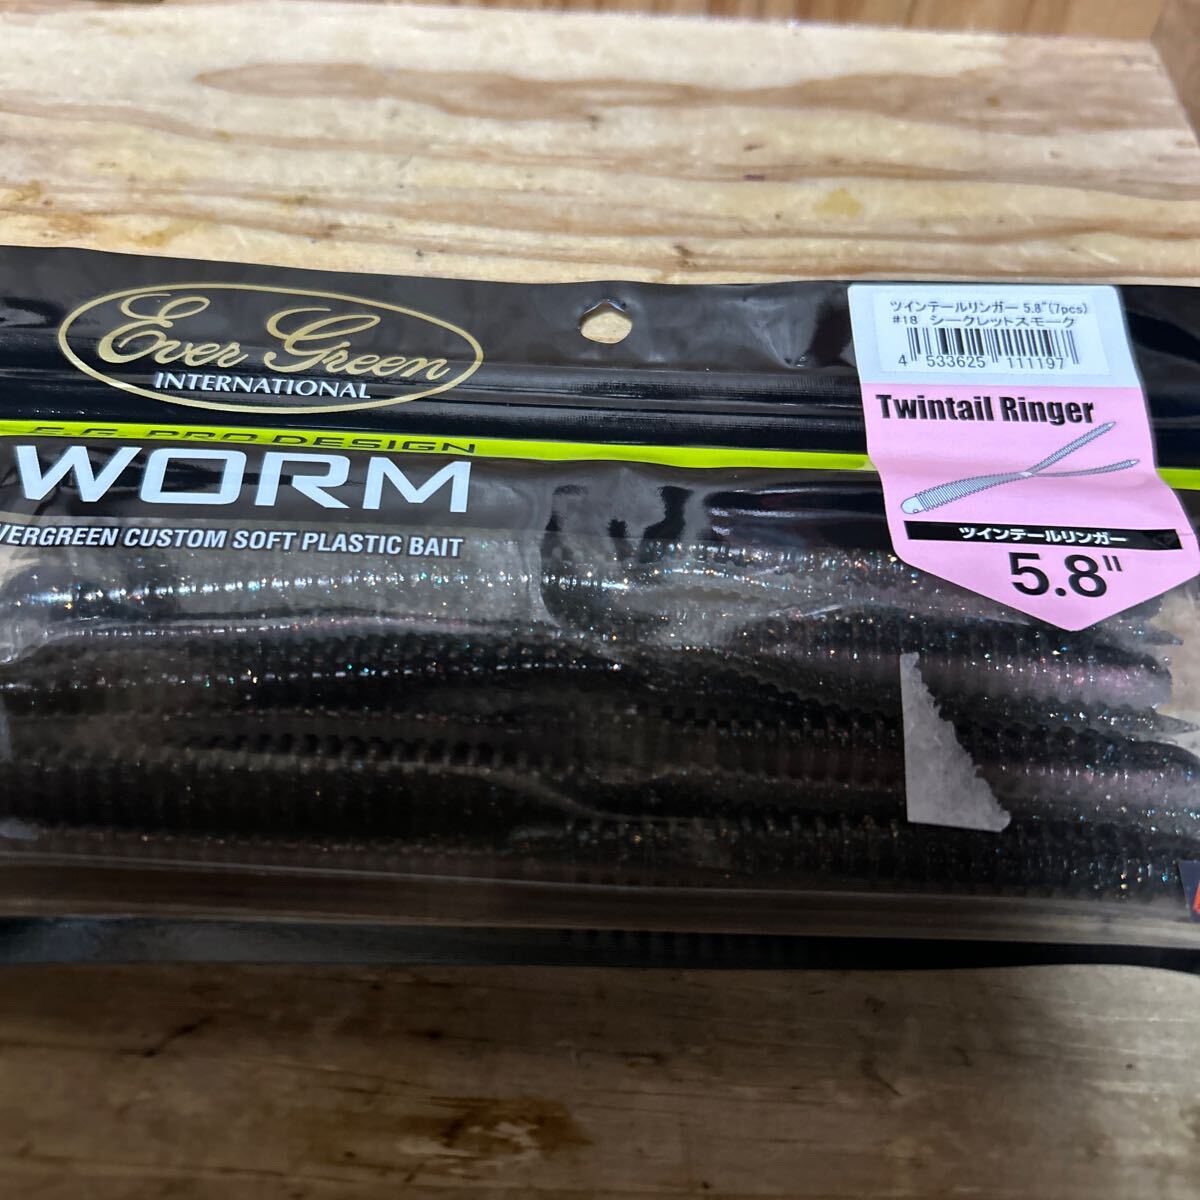 Ever Green
INTERNATIONAL
E.G. PRO DESIGN
WORM
VERGREEN CUSTOM SOFT PLASTIC BAIT
ツインテールリンガー 5.8"(7pcs)
#18 シークレットスモーク
4 533625 111197
Twintail Ringer
ツインテールリンガー
5.8"